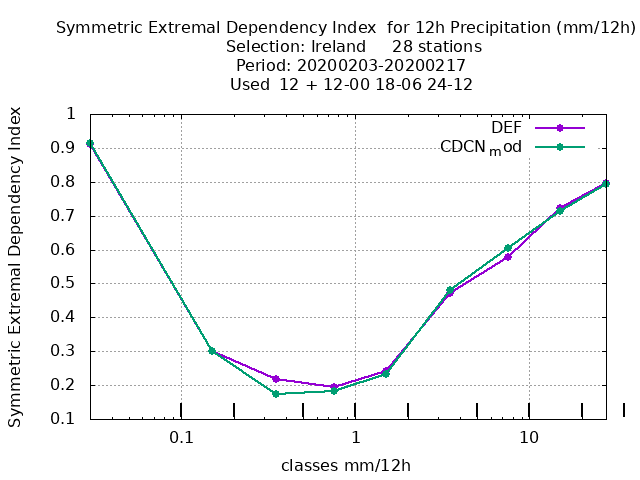 Symmetric Extremal Dependency Index  for 12h Precipitation (mm/12h)
Selection: Ireland     28 stations
Period: 20200203-20200217
Used  12 + 12-00 18-06 24-12
DEF
CDCNmod
Symmetric Extremal Dependency Index
1
0.9
0.8
0.7
0.6
0.5
0.4
0.3
0.2
0.1
0.1 1 10
classes mm/12h